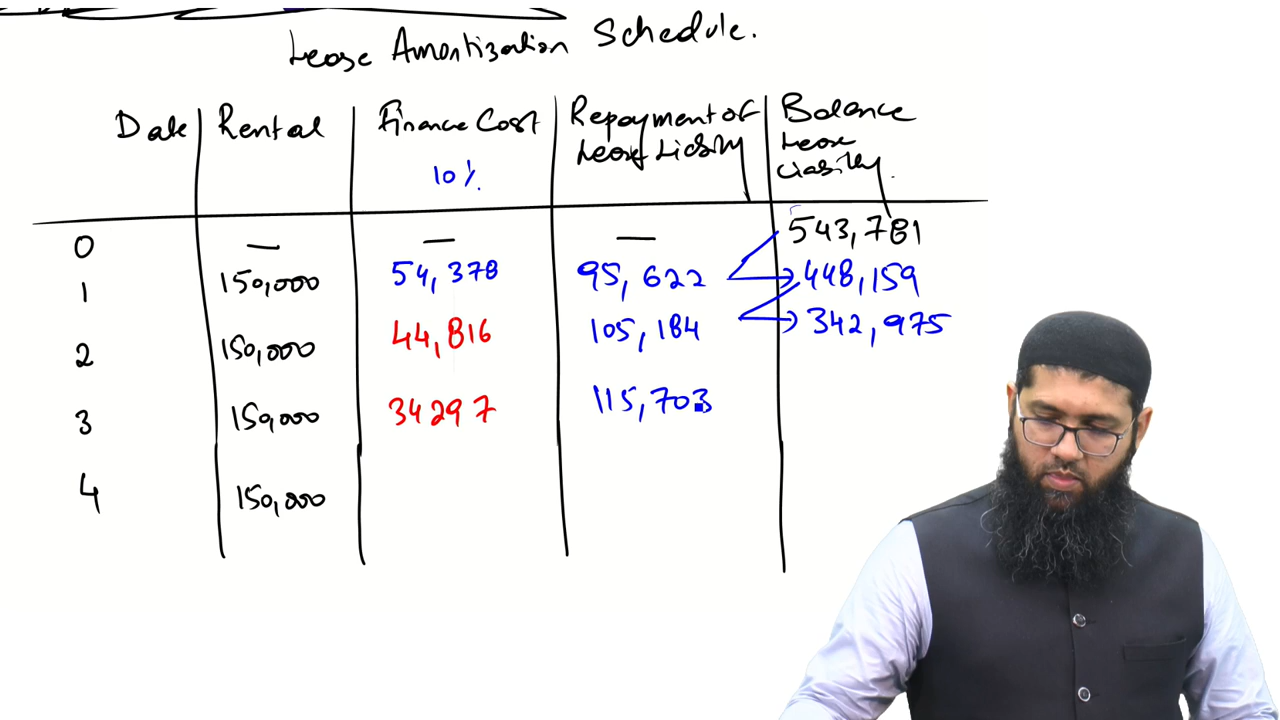 Lease Amortization Schedule.
Date Rental Finance Cost Repayment of Lease Liability Balance Lease Liability.
10%
0 — — — 543,781
1 150,000 54,378 95,622 448,159
2 150,000 44,816 105,184 342,975
3 150,000 34297 115,703
4 150,000